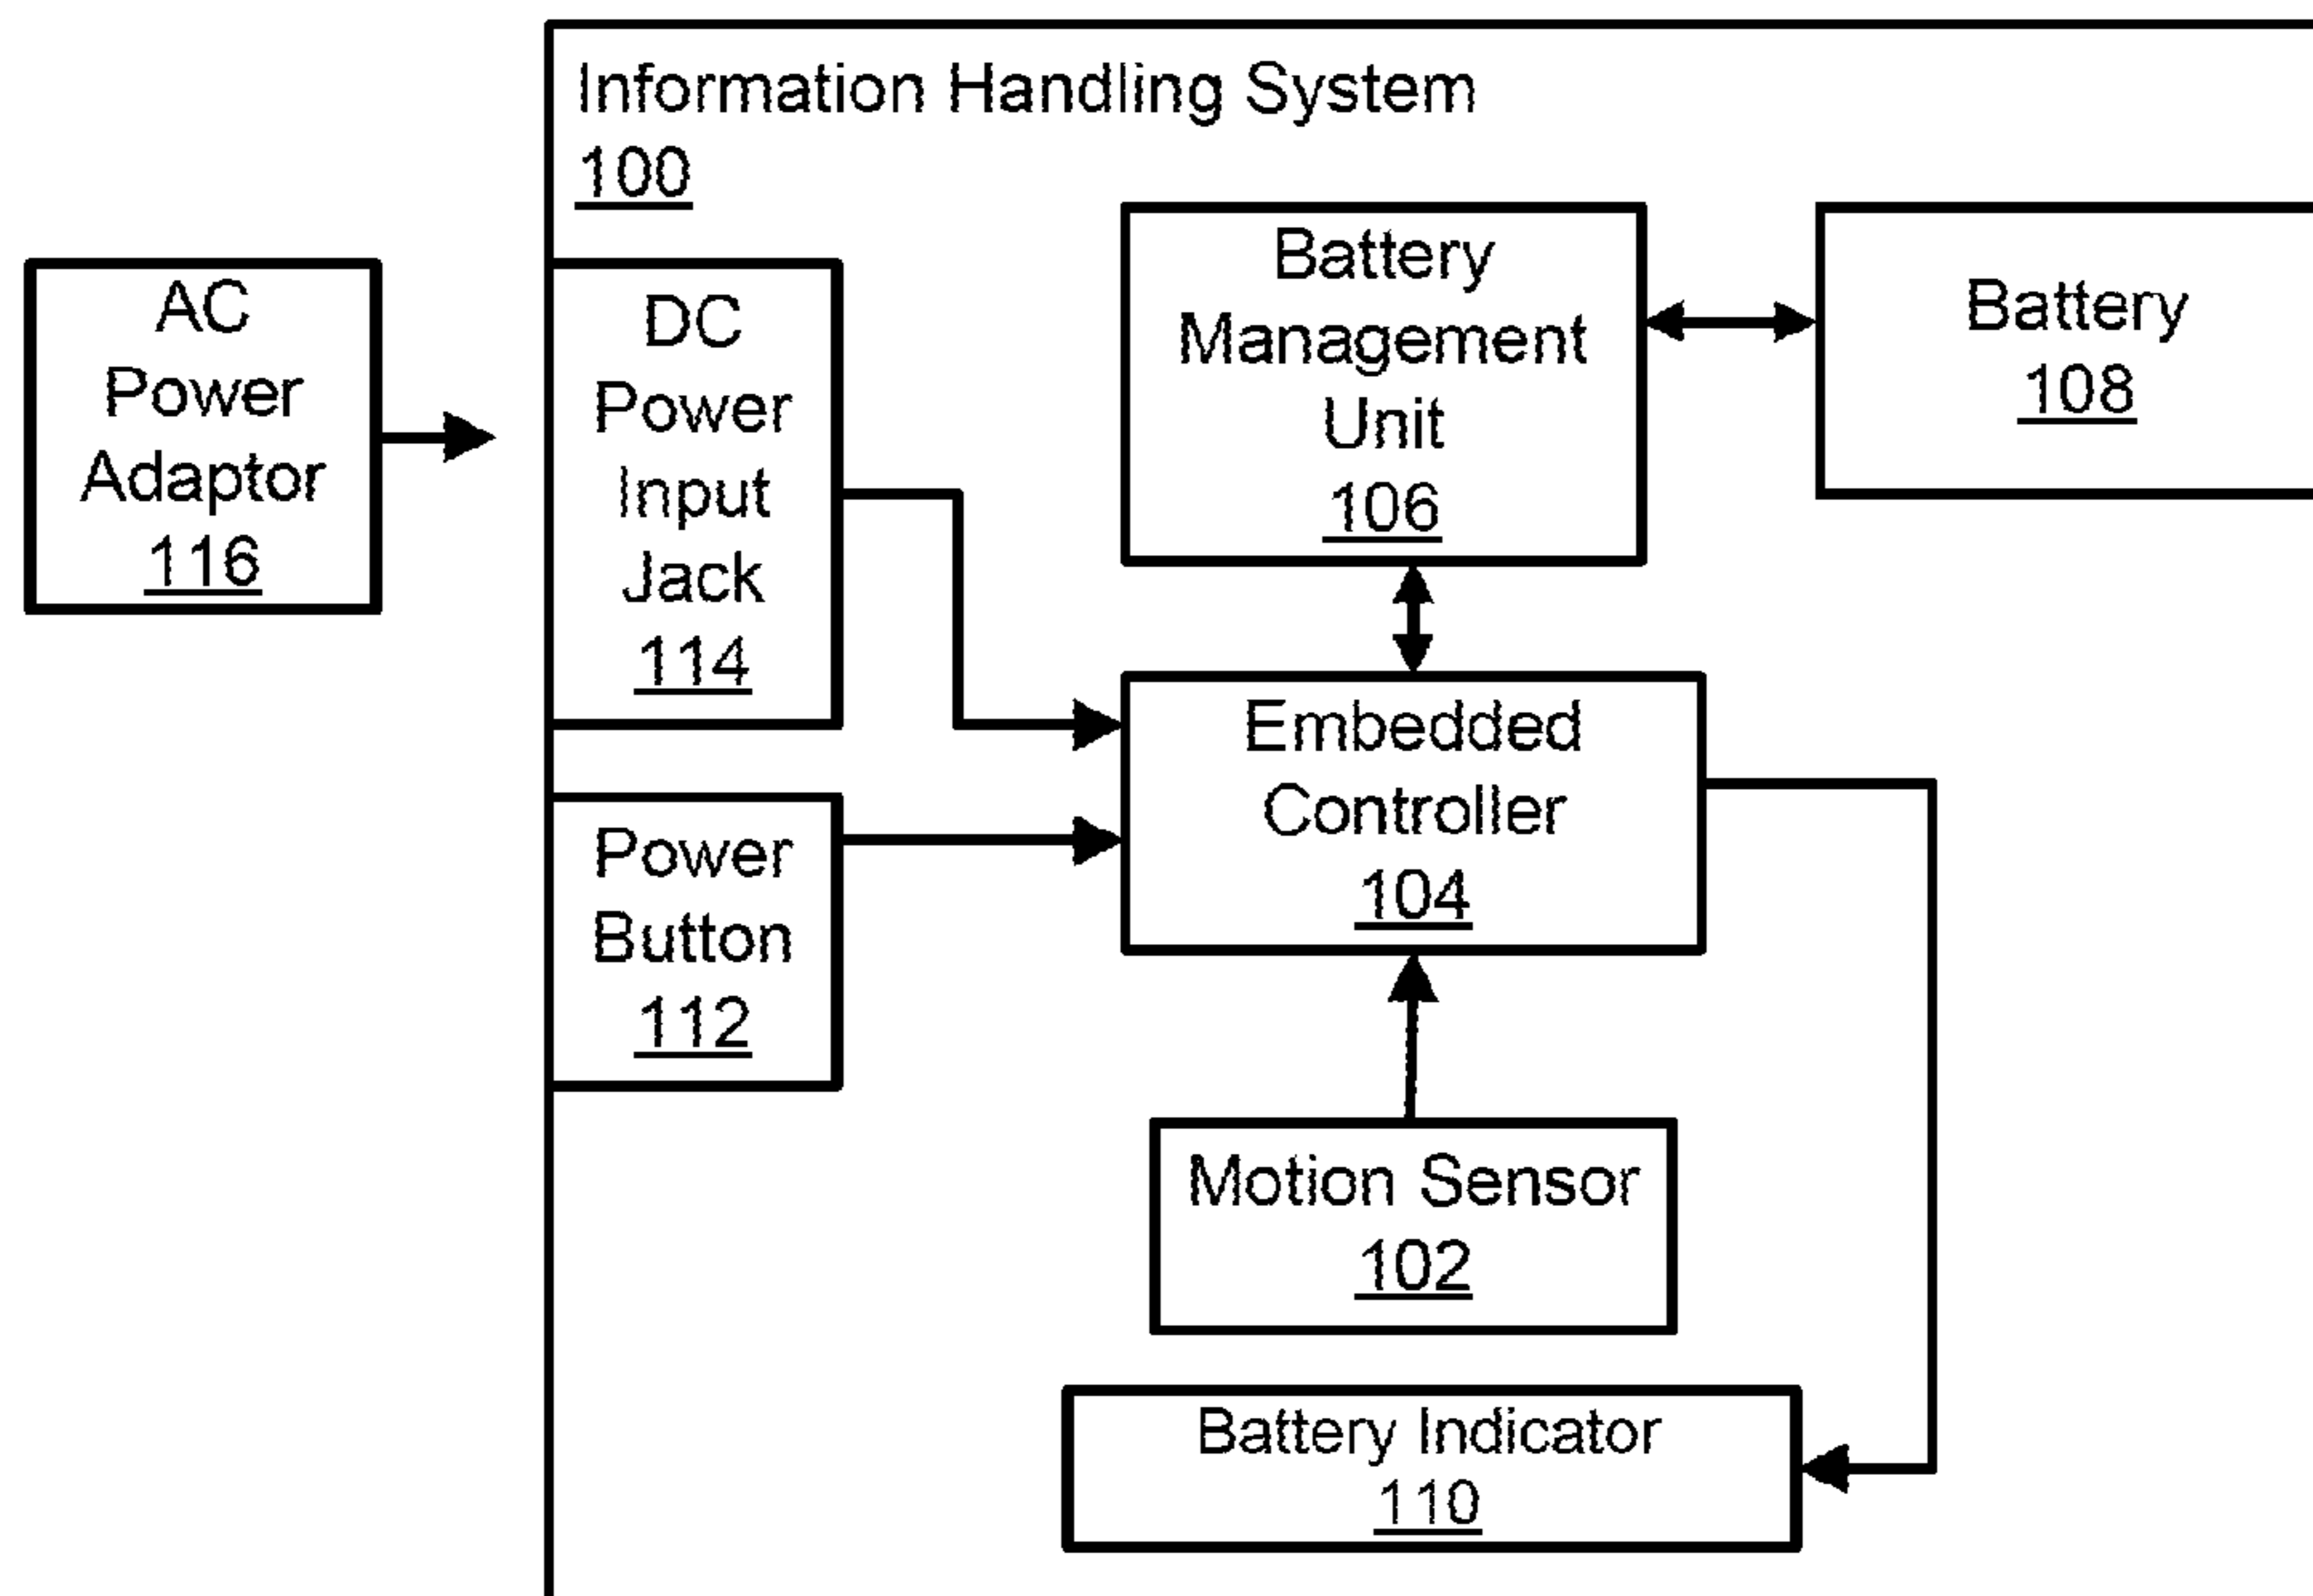 Information Handling System
100
AC
Power
Adaptor
116
DC
Power
Input
Jack
114
Battery
Management
Unit
106
Battery
108
Embedded
Controller
104
Power
Button
112
Motion Sensor
102
Battery Indicator
110